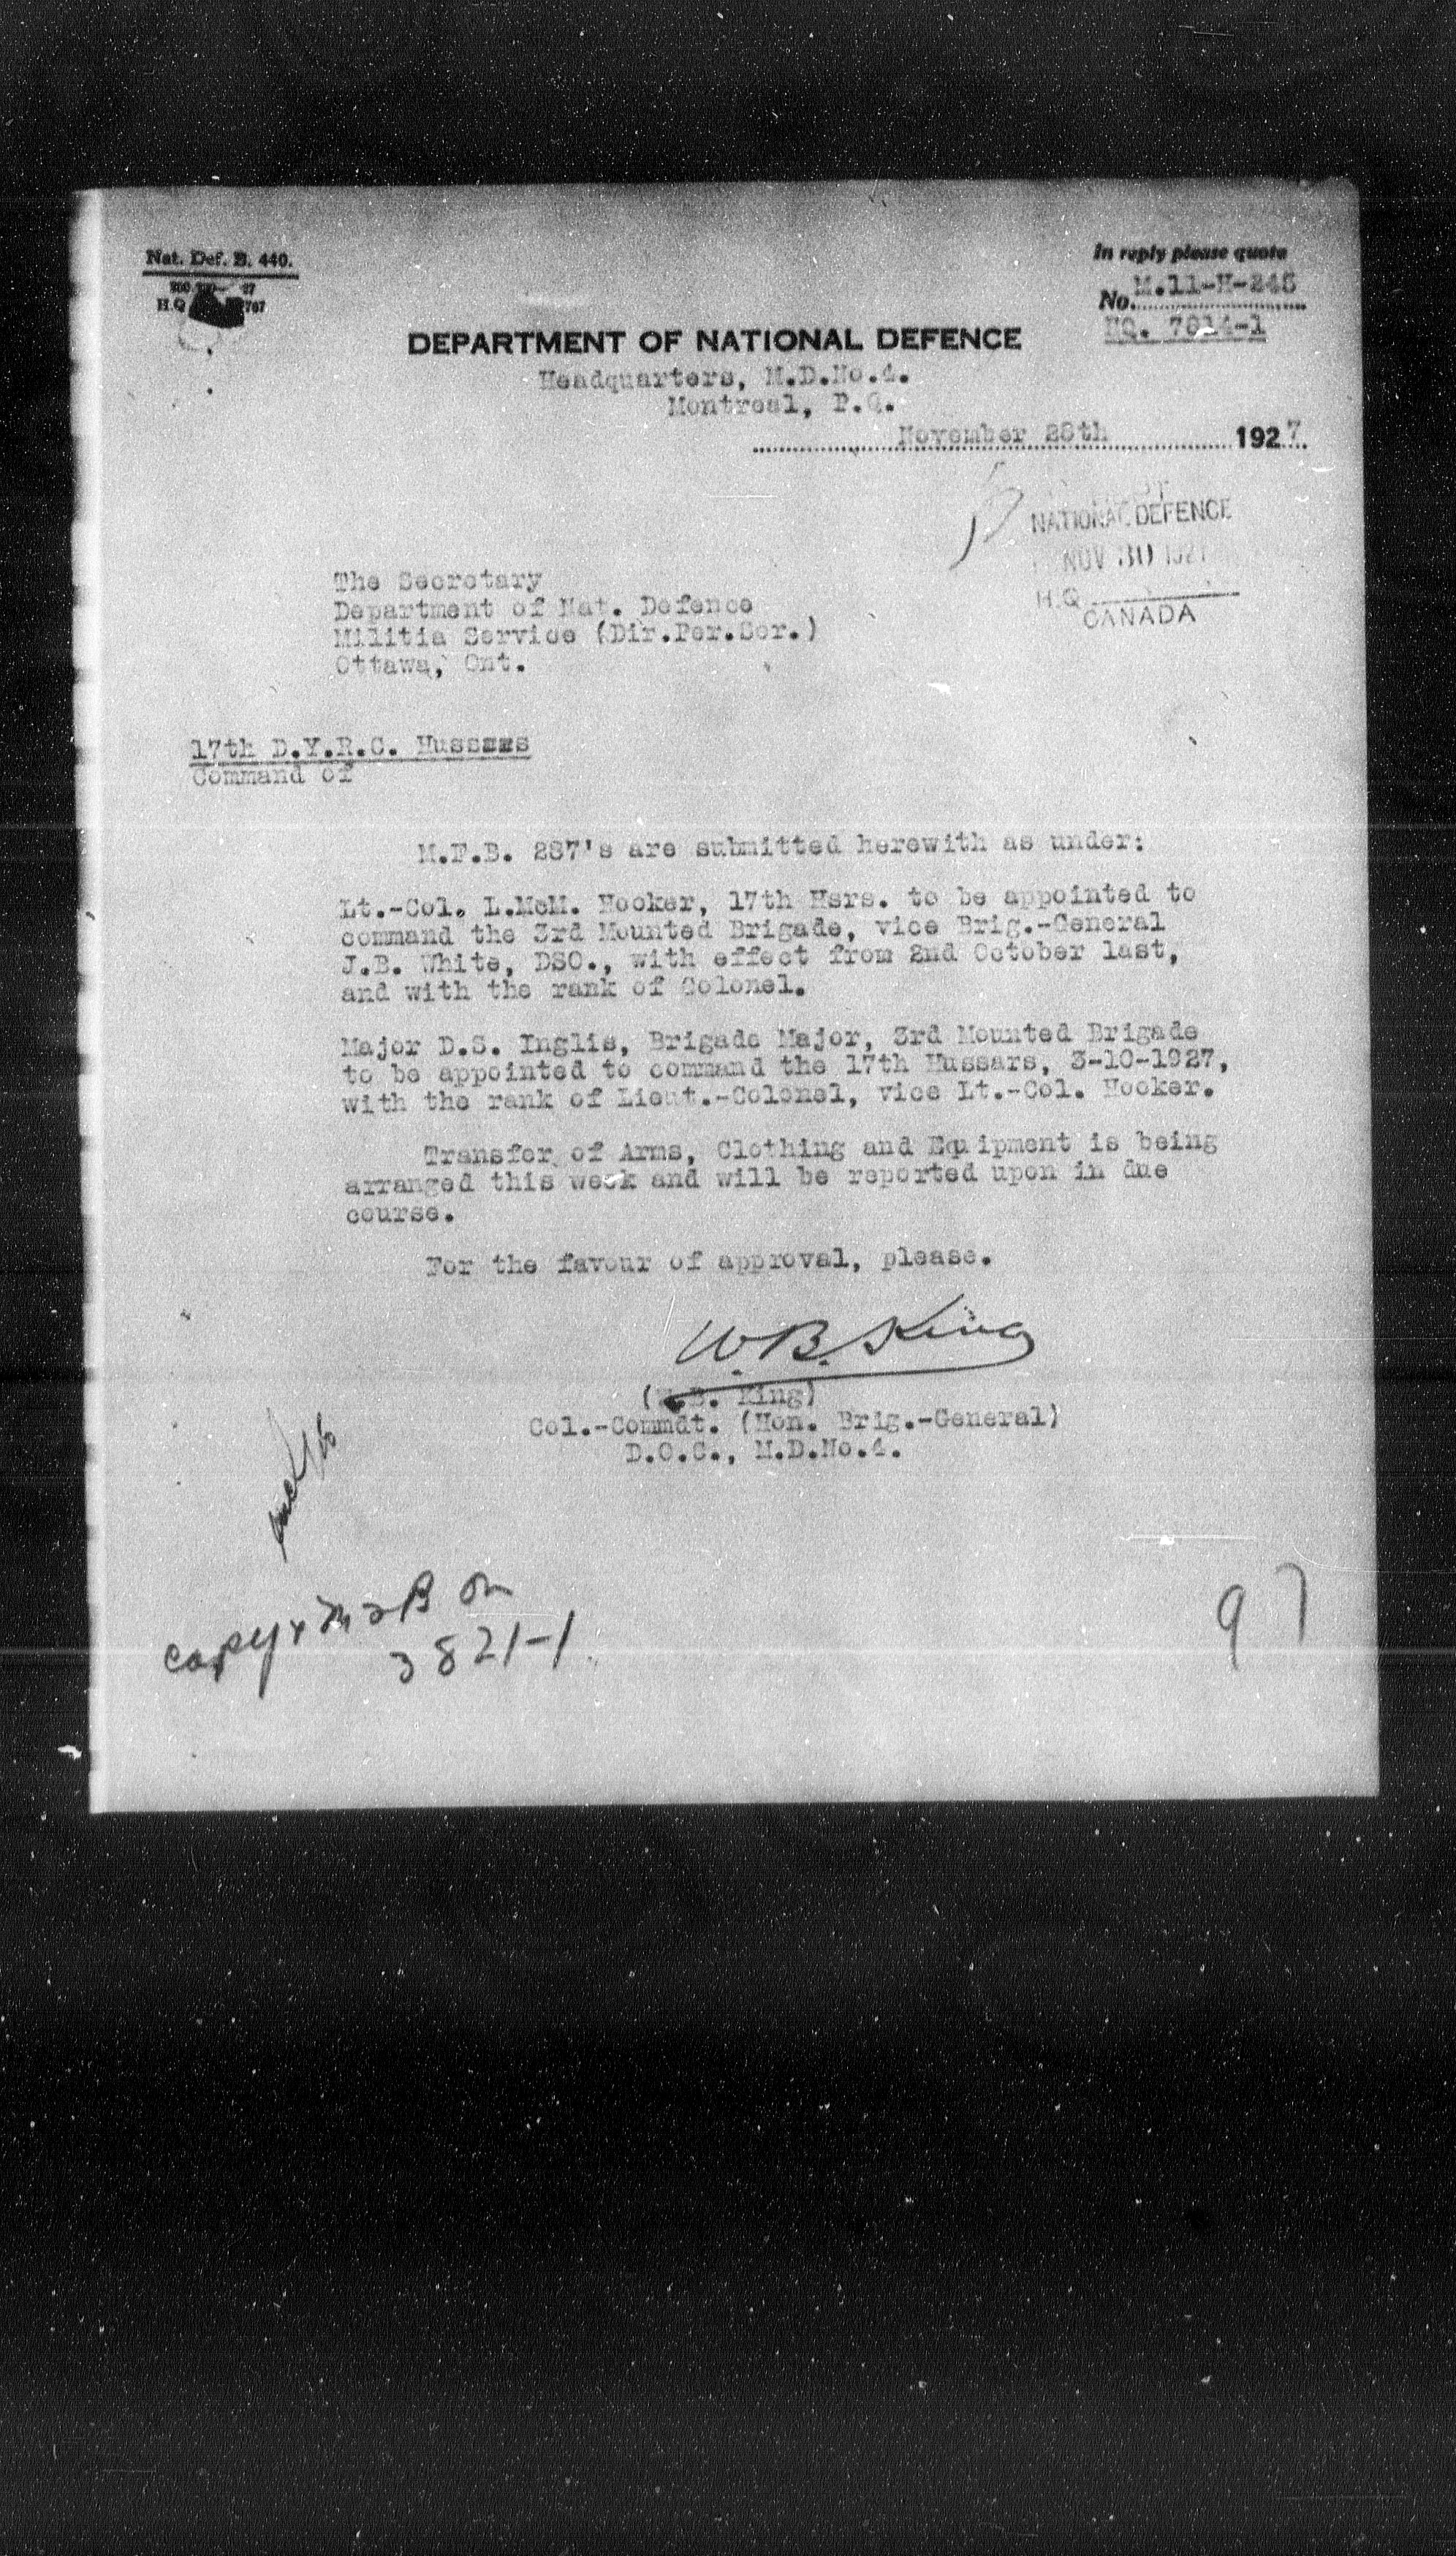 Nat. Def. B. 440.
H.Q.
In reply please quote
No. M.11-H-245
HQ. 7014-1
DEPARTMENT OF NATIONAL DEFENCE
Headquarters, M.D.No.4.
Montreal, P.Q.
November 28th 1927
NATIONAL DEFENCE
NOV 30 1927
H.Q.
CANADA
The Secretary
Department of Nat. Defence
Militia Service (Dir.Per.Ser.)
Ottawa, Ont.
17th D.Y.R.C. Hussars
Command of
M.F.B. 287's are submitted herewith as under:
Lt.-Col. L.McM. Hooker, 17th Hsrs. to be appointed to
command the 3rd Mounted Brigade, vice Brig.-General
J.B. White, DSO., with effect from 2nd October last,
and with the rank of Colonel.
Major D.S. Inglis, Brigade Major, 3rd Mounted Brigade
to be appointed to command the 17th Hussars, 3-10-1927,
with the rank of Lieut.-Colonel, vice Lt.-Col. Hooker.
Transfer of Arms, Clothing and Equipment is being
arranged this week and will be reported upon in due
course.
For the favour of approval, please.
W.B. King
(W.B. King)
Col.-Commdt. (Hon. Brig.-General)
D.O.C., M.D.No.4.
copy on
3821-1
97